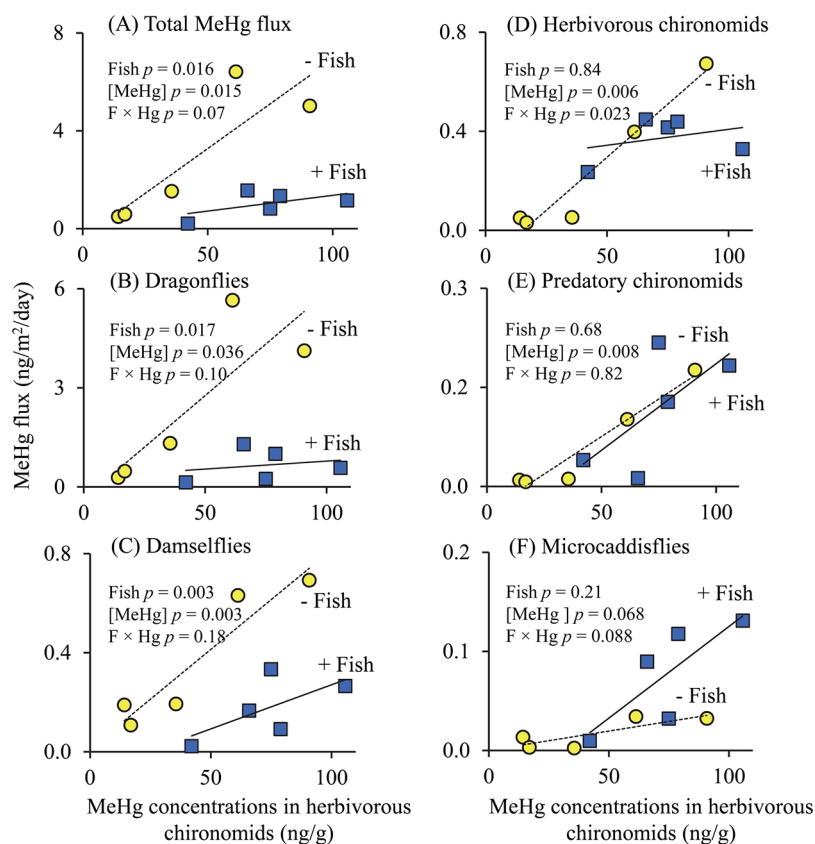 (A) Total MeHg flux
8
4
0
Fish p = 0.016
[MeHg] p = 0.015
F × Hg p = 0.07
- Fish
+ Fish
0
50
100
(B) Dragonflies
6
3
0
Fish p = 0.017
[MeHg] p = 0.036
F × Hg p = 0.10
- Fish
+ Fish
0
50
100
MeHg flux (ng/m²/day)
(C) Damselflies
0.8
0.4
0.0
Fish p = 0.003
[MeHg] p = 0.003
F × Hg p = 0.18
- Fish
+ Fish
0
50
100
MeHg concentrations in herbivorous
chironomids (ng/g)
(D) Herbivorous chironomids
0.8
0.4
0.0
Fish p = 0.84
[MeHg] p = 0.006
F × Hg p = 0.023
- Fish
+Fish
0
50
100
(E) Predatory chironomids
0.3
0.2
0.0
Fish p = 0.68
[MeHg] p = 0.008
F × Hg p = 0.82
- Fish
+ Fish
0
50
100
(F) Microcaddisflies
0.2
0.1
0.0
Fish p = 0.21
[MeHg ] p = 0.068
F × Hg p = 0.088
+ Fish
- Fish
0
50
100
MeHg concentrations in herbivorous
chironomids (ng/g)